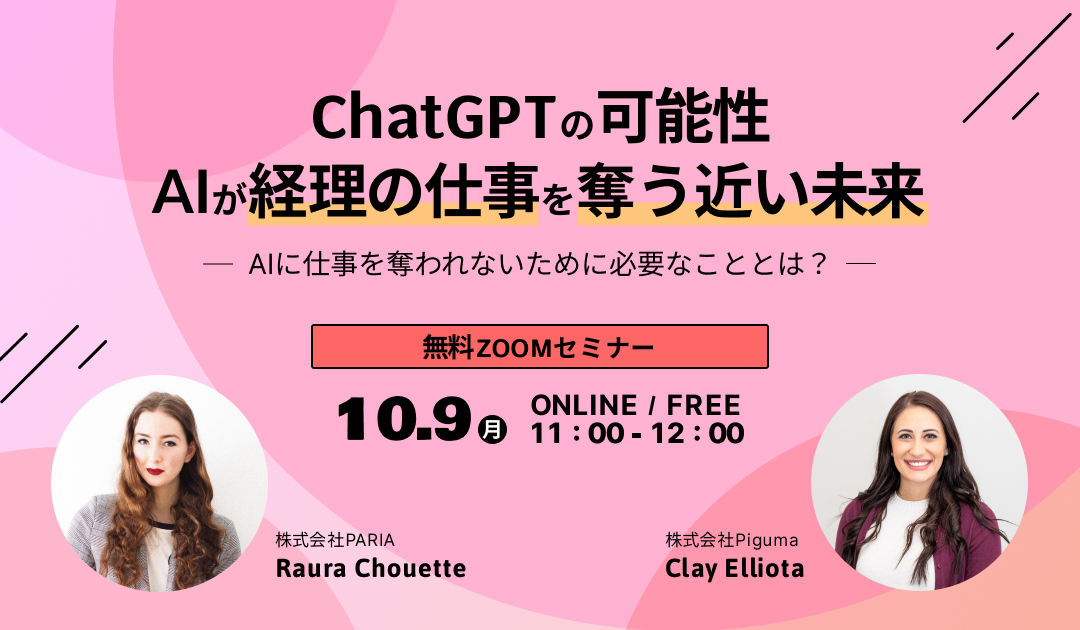 ChatGPTの可能性
AIが経理の仕事を奪う近い未来
AIに仕事を奪われないために必要なこととは？
無料ZOOMセミナー
10.9 月
ONLINE / FREE
11 : 00 - 12 : 00
株式会社PARIA
Raura Chouette
株式会社Piguma
Clay Elliota